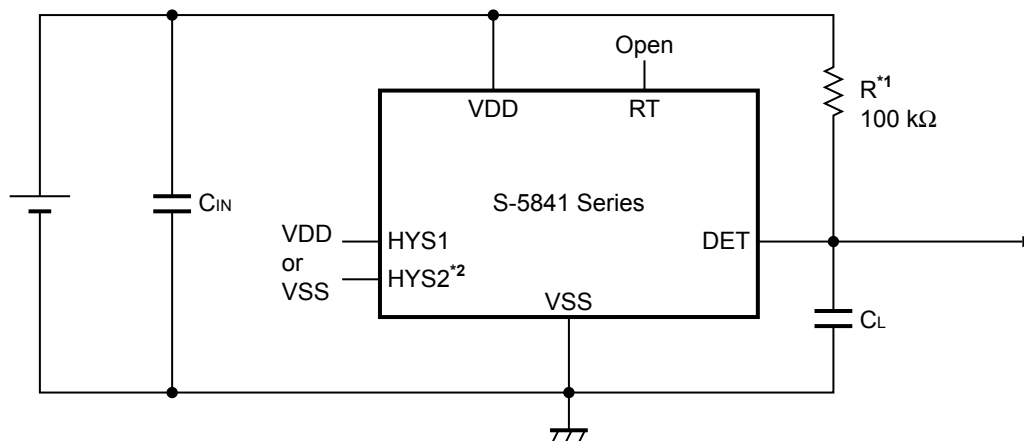 Open
VDD
RT
R*1
100 kΩ
S-5841 Series
CIN
VDD
or
VSS
HYS1
HYS2*2
DET
VSS
CL